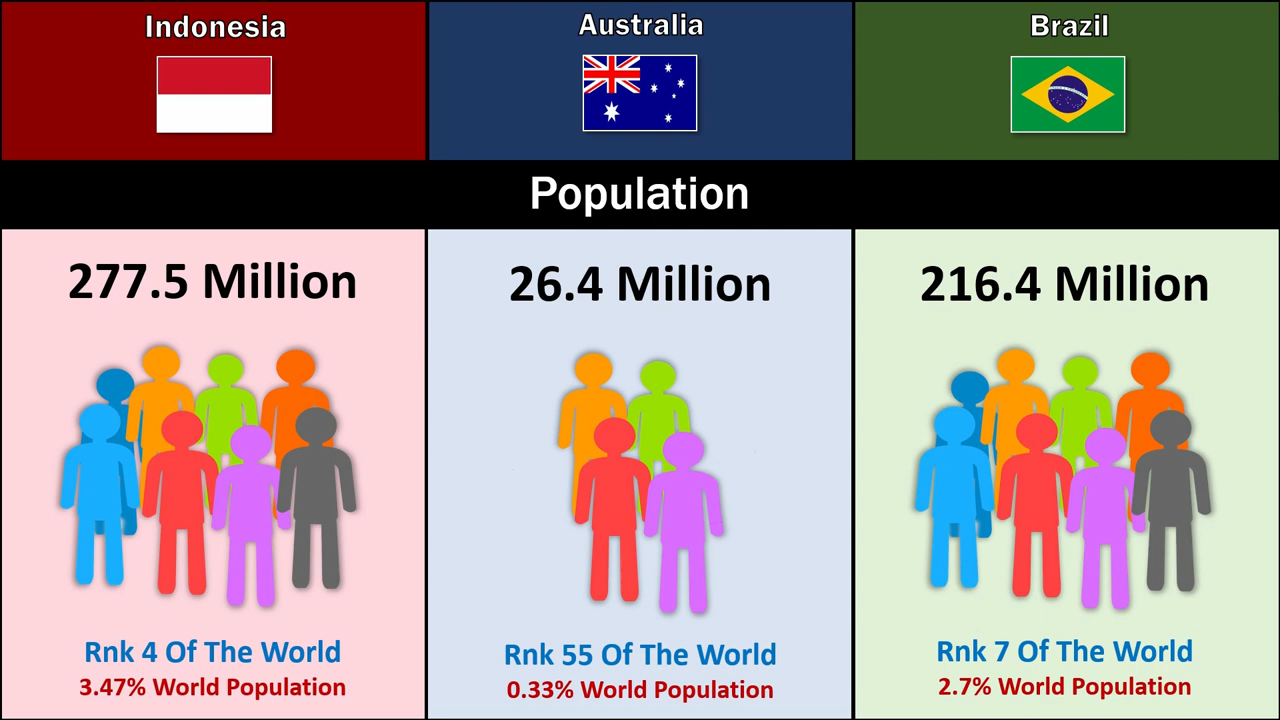 Indonesia
Australia
Brazil
Population
277.5 Million
26.4 Million
216.4 Million
Rnk 4 Of The World
3.47% World Population
Rnk 55 Of The World
0.33% World Population
Rnk 7 Of The World
2.7% World Population